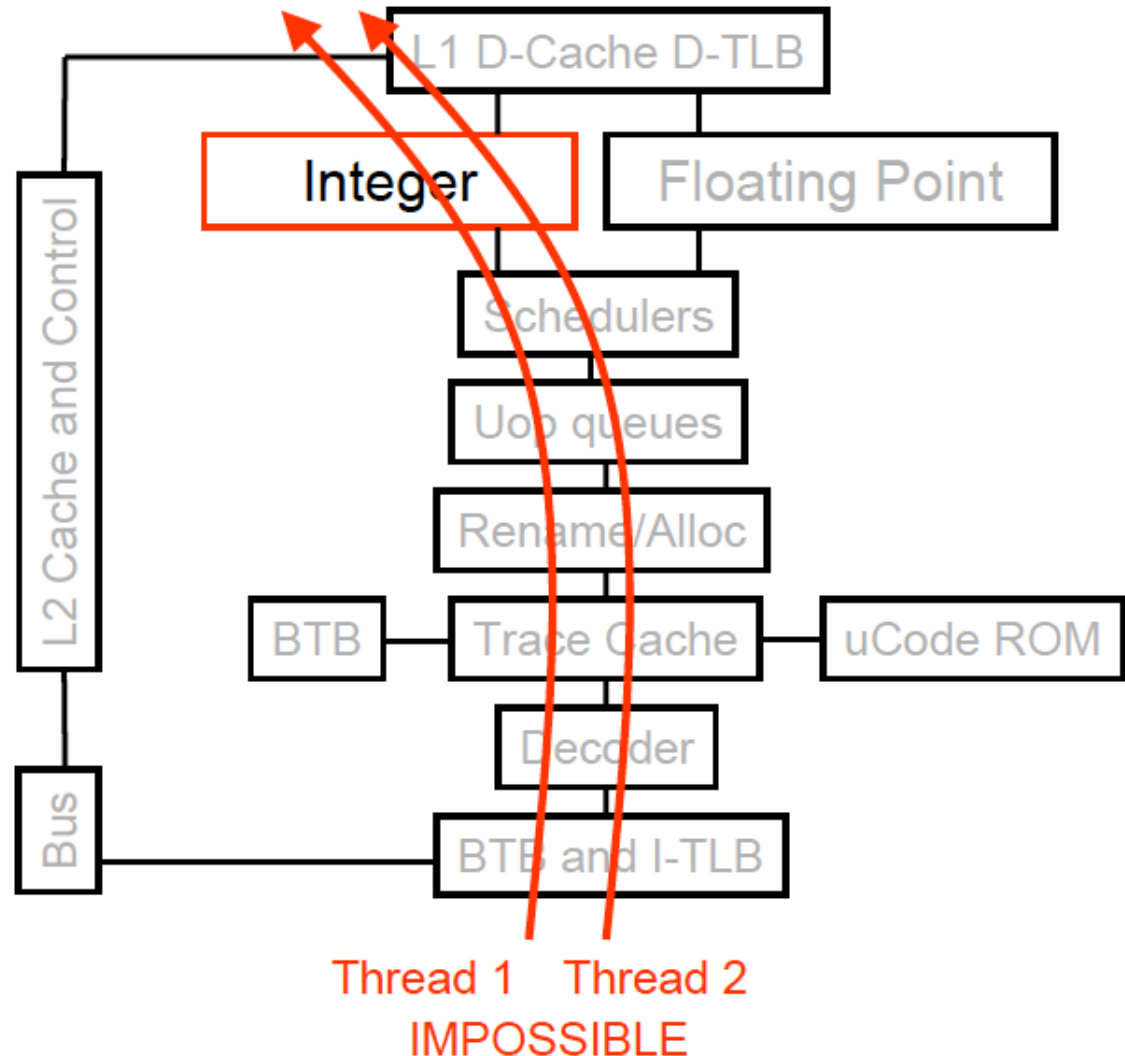 L1 D-Cache D-TLB
Integer
Floating Point
L2 Cache and Control
Schedulers
Uop queues
Rename/Alloc
BTB
Trace Cache
uCode ROM
Decoder
Bus
BTB and I-TLB
Thread 1
Thread 2
IMPOSSIBLE